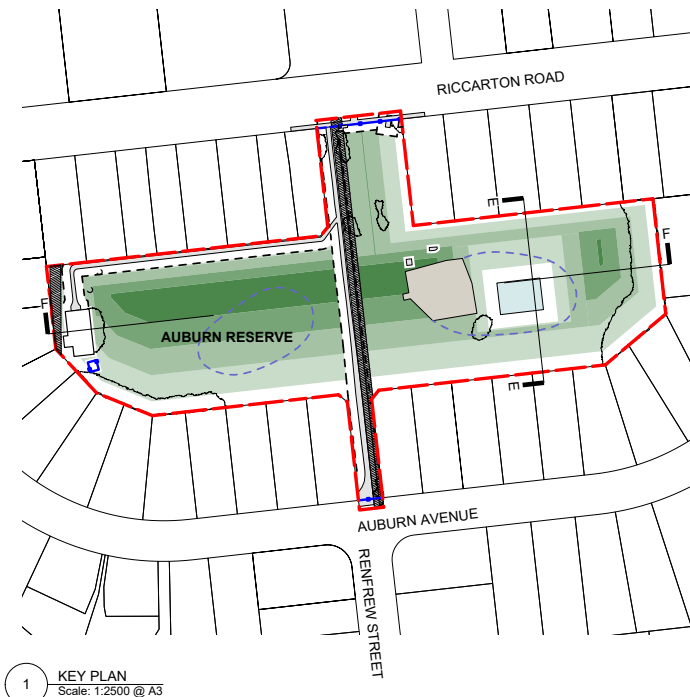 RICCARTON ROAD
E
F
F
AUBURN RESERVE
E
AUBURN AVENUE
RENFREW STREET
1
KEY PLAN
Scale: 1:2500 @ A3